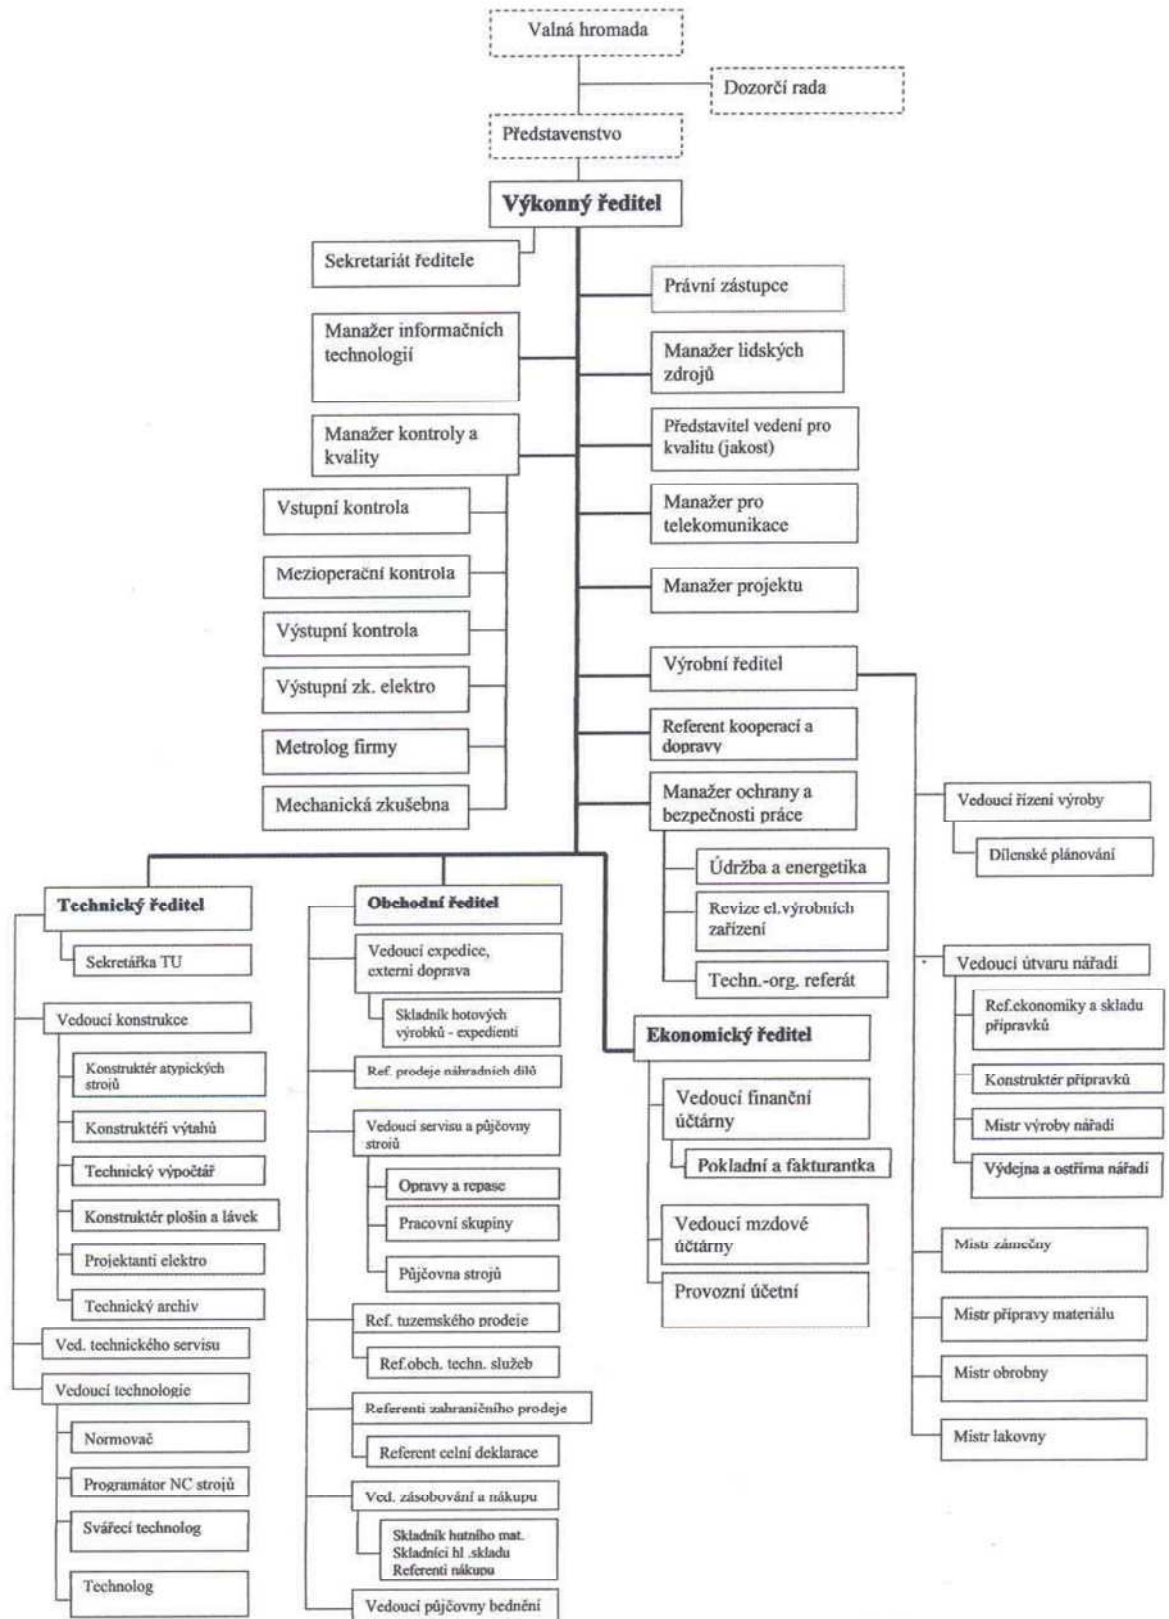 Valná hromada
Dozorčí rada
Představenstvo
Výkonný ředitel
Sekretariát ředitele
Právní zástupce
Manažer informačních
technologií
Manažer lidských
zdrojů
Manažer kontroly a
kvality
Představitel vedení pro
kvalitu (jakost)
Vstupní kontrola
Manažer pro
telekomunikace
Mezioperační kontrola
Manažer projektu
Výstupní kontrola
Výrobní ředitel
Výstupní zk. elektro
Referent kooperací a
dopravy
Metrolog firmy
Manažer ochrany a
bezpečnosti práce
Mechanická zkušebna
Vedoucí řízení výroby
Dílenské plánování
Údržba a energetika
Revize el.výrobních
zařízení
Techn.-org. referát
Technický ředitel
Sekretářka TU
Vedoucí konstrukce
Konstruktér atypických
strojů
Konstruktéři výtahů
Technický výpočtář
Konstruktér plošin a lávek
Projektanti elektro
Technický archiv
Ved. technického servisu
Vedoucí technologie
Normovač
Programátor NC strojů
Svářecí technolog
Technolog
Obchodní ředitel
Vedoucí expedice,
externi doprava
Skladník hotových
výrobků - expedienti
Ref. prodeje náhradních dílů
Vedoucí servisu a půjčovny
strojů
Opravy a repase
Pracovní skupiny
Půjčovna strojů
Ref. tuzemského prodeje
Ref.obch. techn. služeb
Referenti zahraničního prodeje
Referent celní deklarace
Ved. zásobování a nákupu
Skladník hutního mat.
Skladníci hl .skladu
Referenti nákupu
Vedoucí půjčovny bednění
Ekonomický ředitel
Vedoucí finanční
účtárny
Pokladní a fakturantka
Vedoucí mzdové
účtárny
Provozní účetní
Vedoucí útvaru nářadí
Ref.ekonomiky a skladu
přípravků
Konstruktér přípravků
Mistr výroby nářadí
Výdejna a ostřírna nářadí
Mistr zámečny
Mistr přípravy materiálu
Mistr obrobny
Mistr lakovny